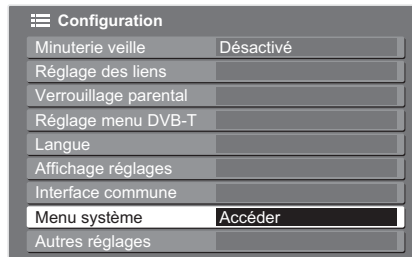 Configuration
Minuterie veille Désactivé
Réglage des liens
Verrouillage parental
Réglage menu DVB-T
Langue
Affichage réglages
Interface commune
Menu système Accéder
Autres réglages